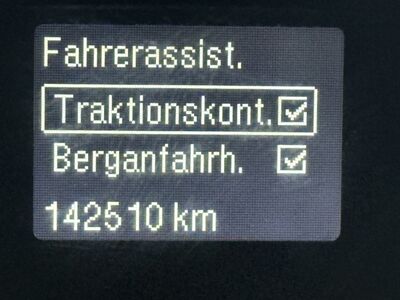 Fahrerassist.
Traktionskont.
Berganfahrh.
142510 km